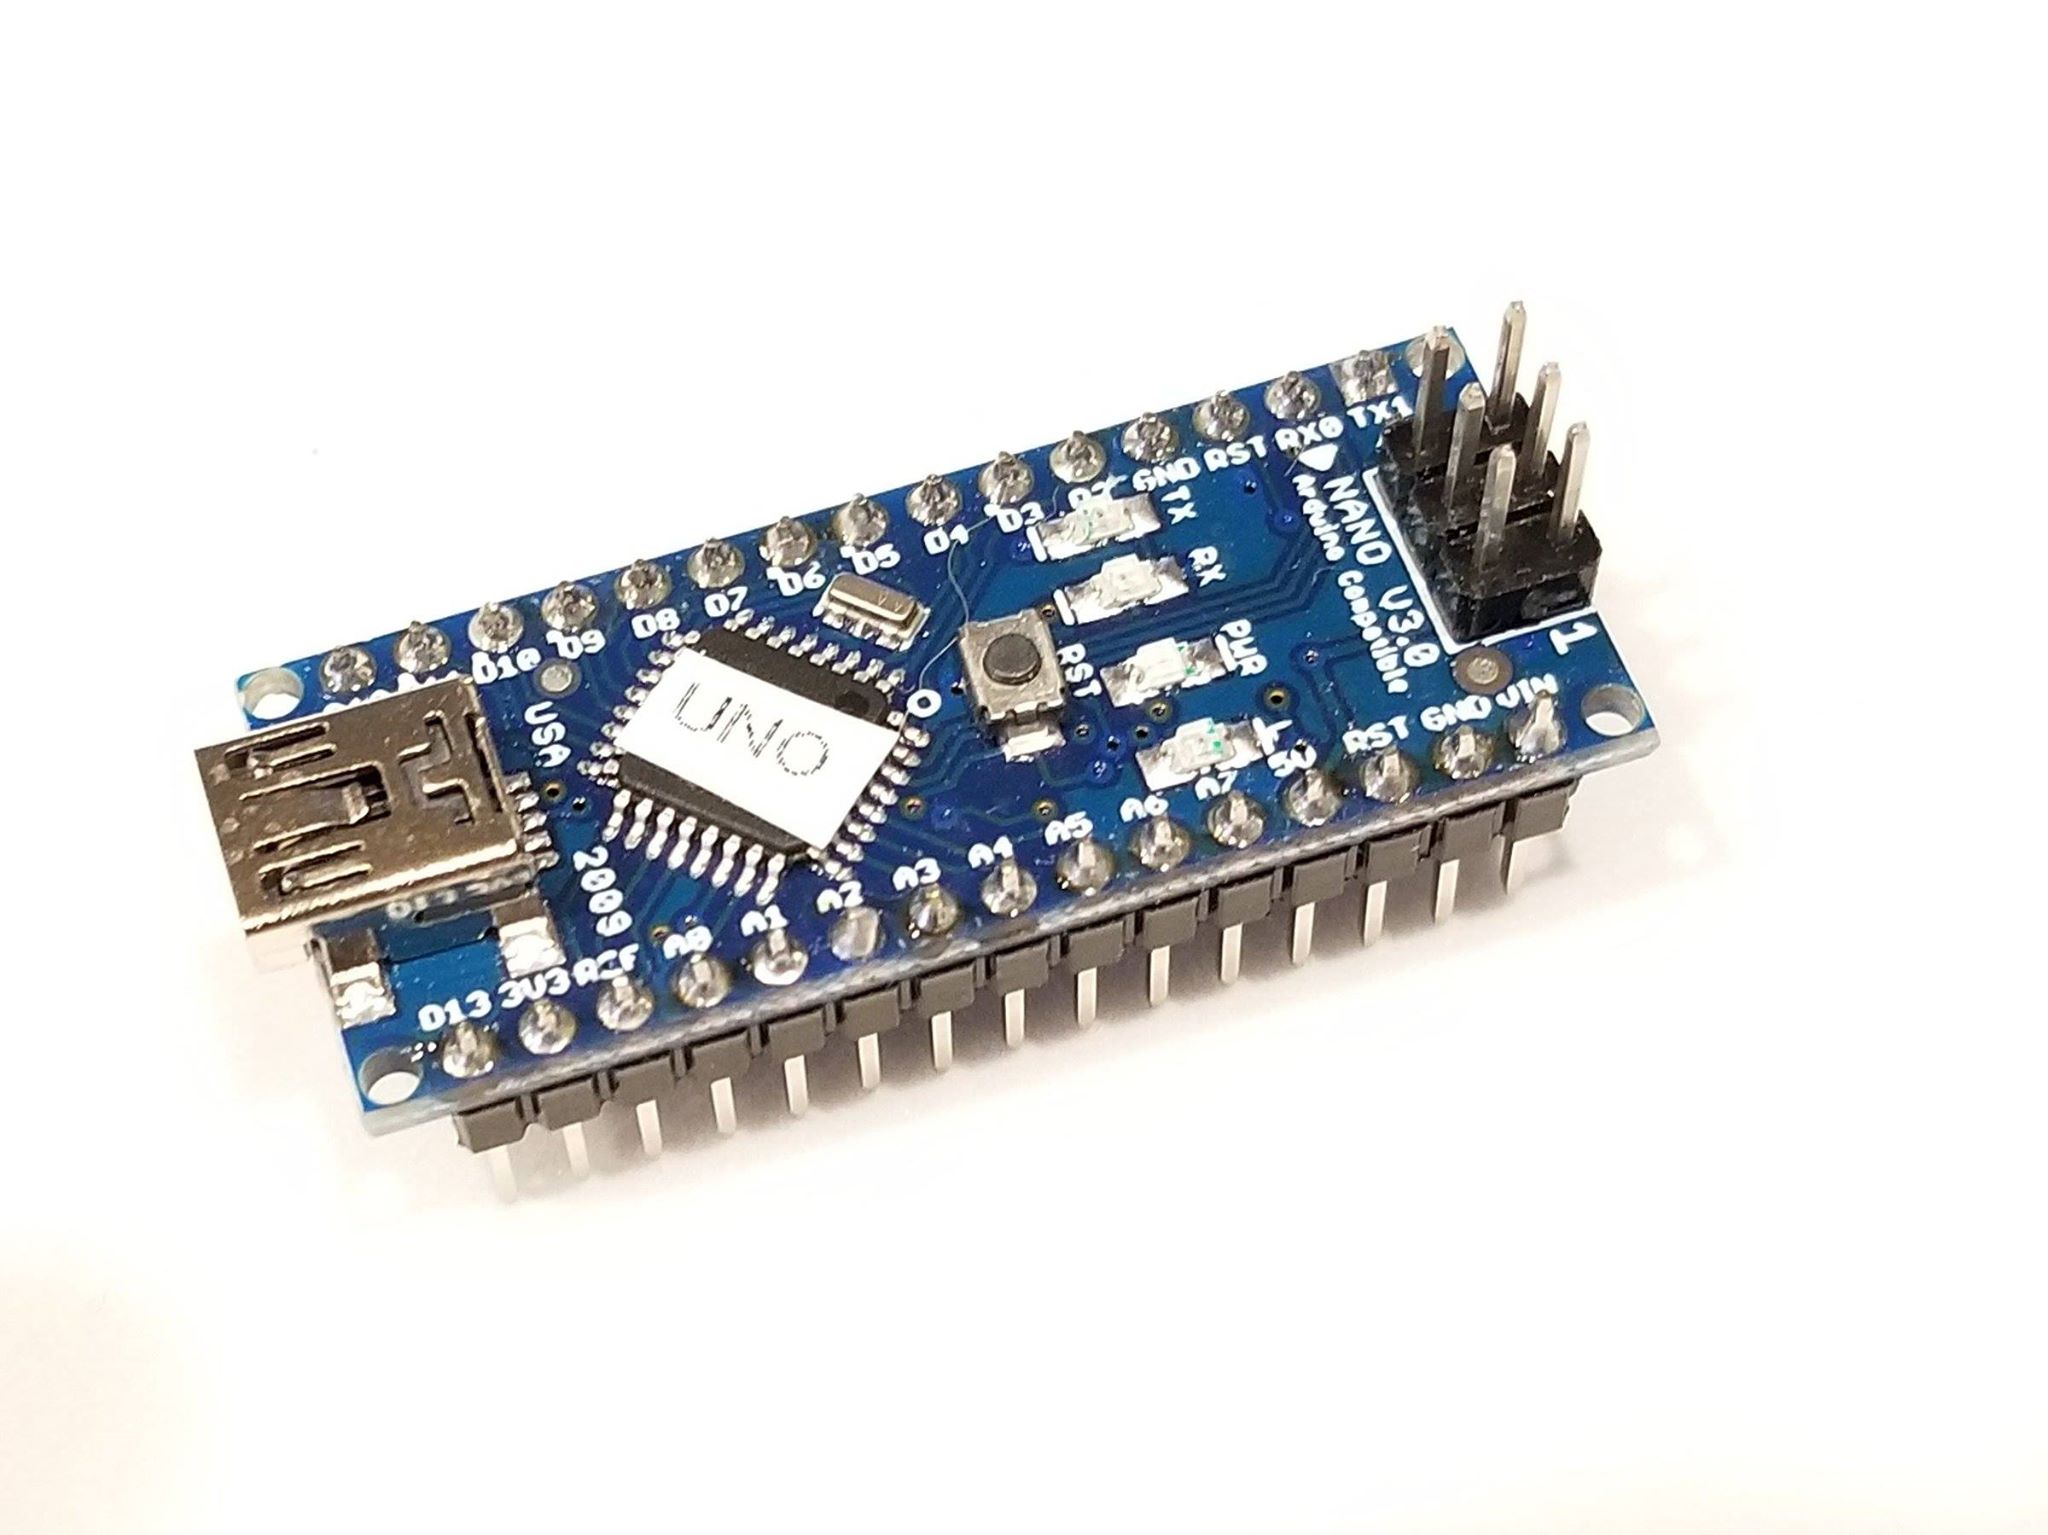 TX1
RX0
RST
GND
D2
D3
D4
D5
D6
D7
D8
D9
D10
TX
RX
PWR
L
NANO V3.0
Arduino Compatible
1
RST
UNO
USA
2009
D13
3V3
A0
A1
A2
A3
A4
A5
A6
A7
5V
RST
GND
VIN